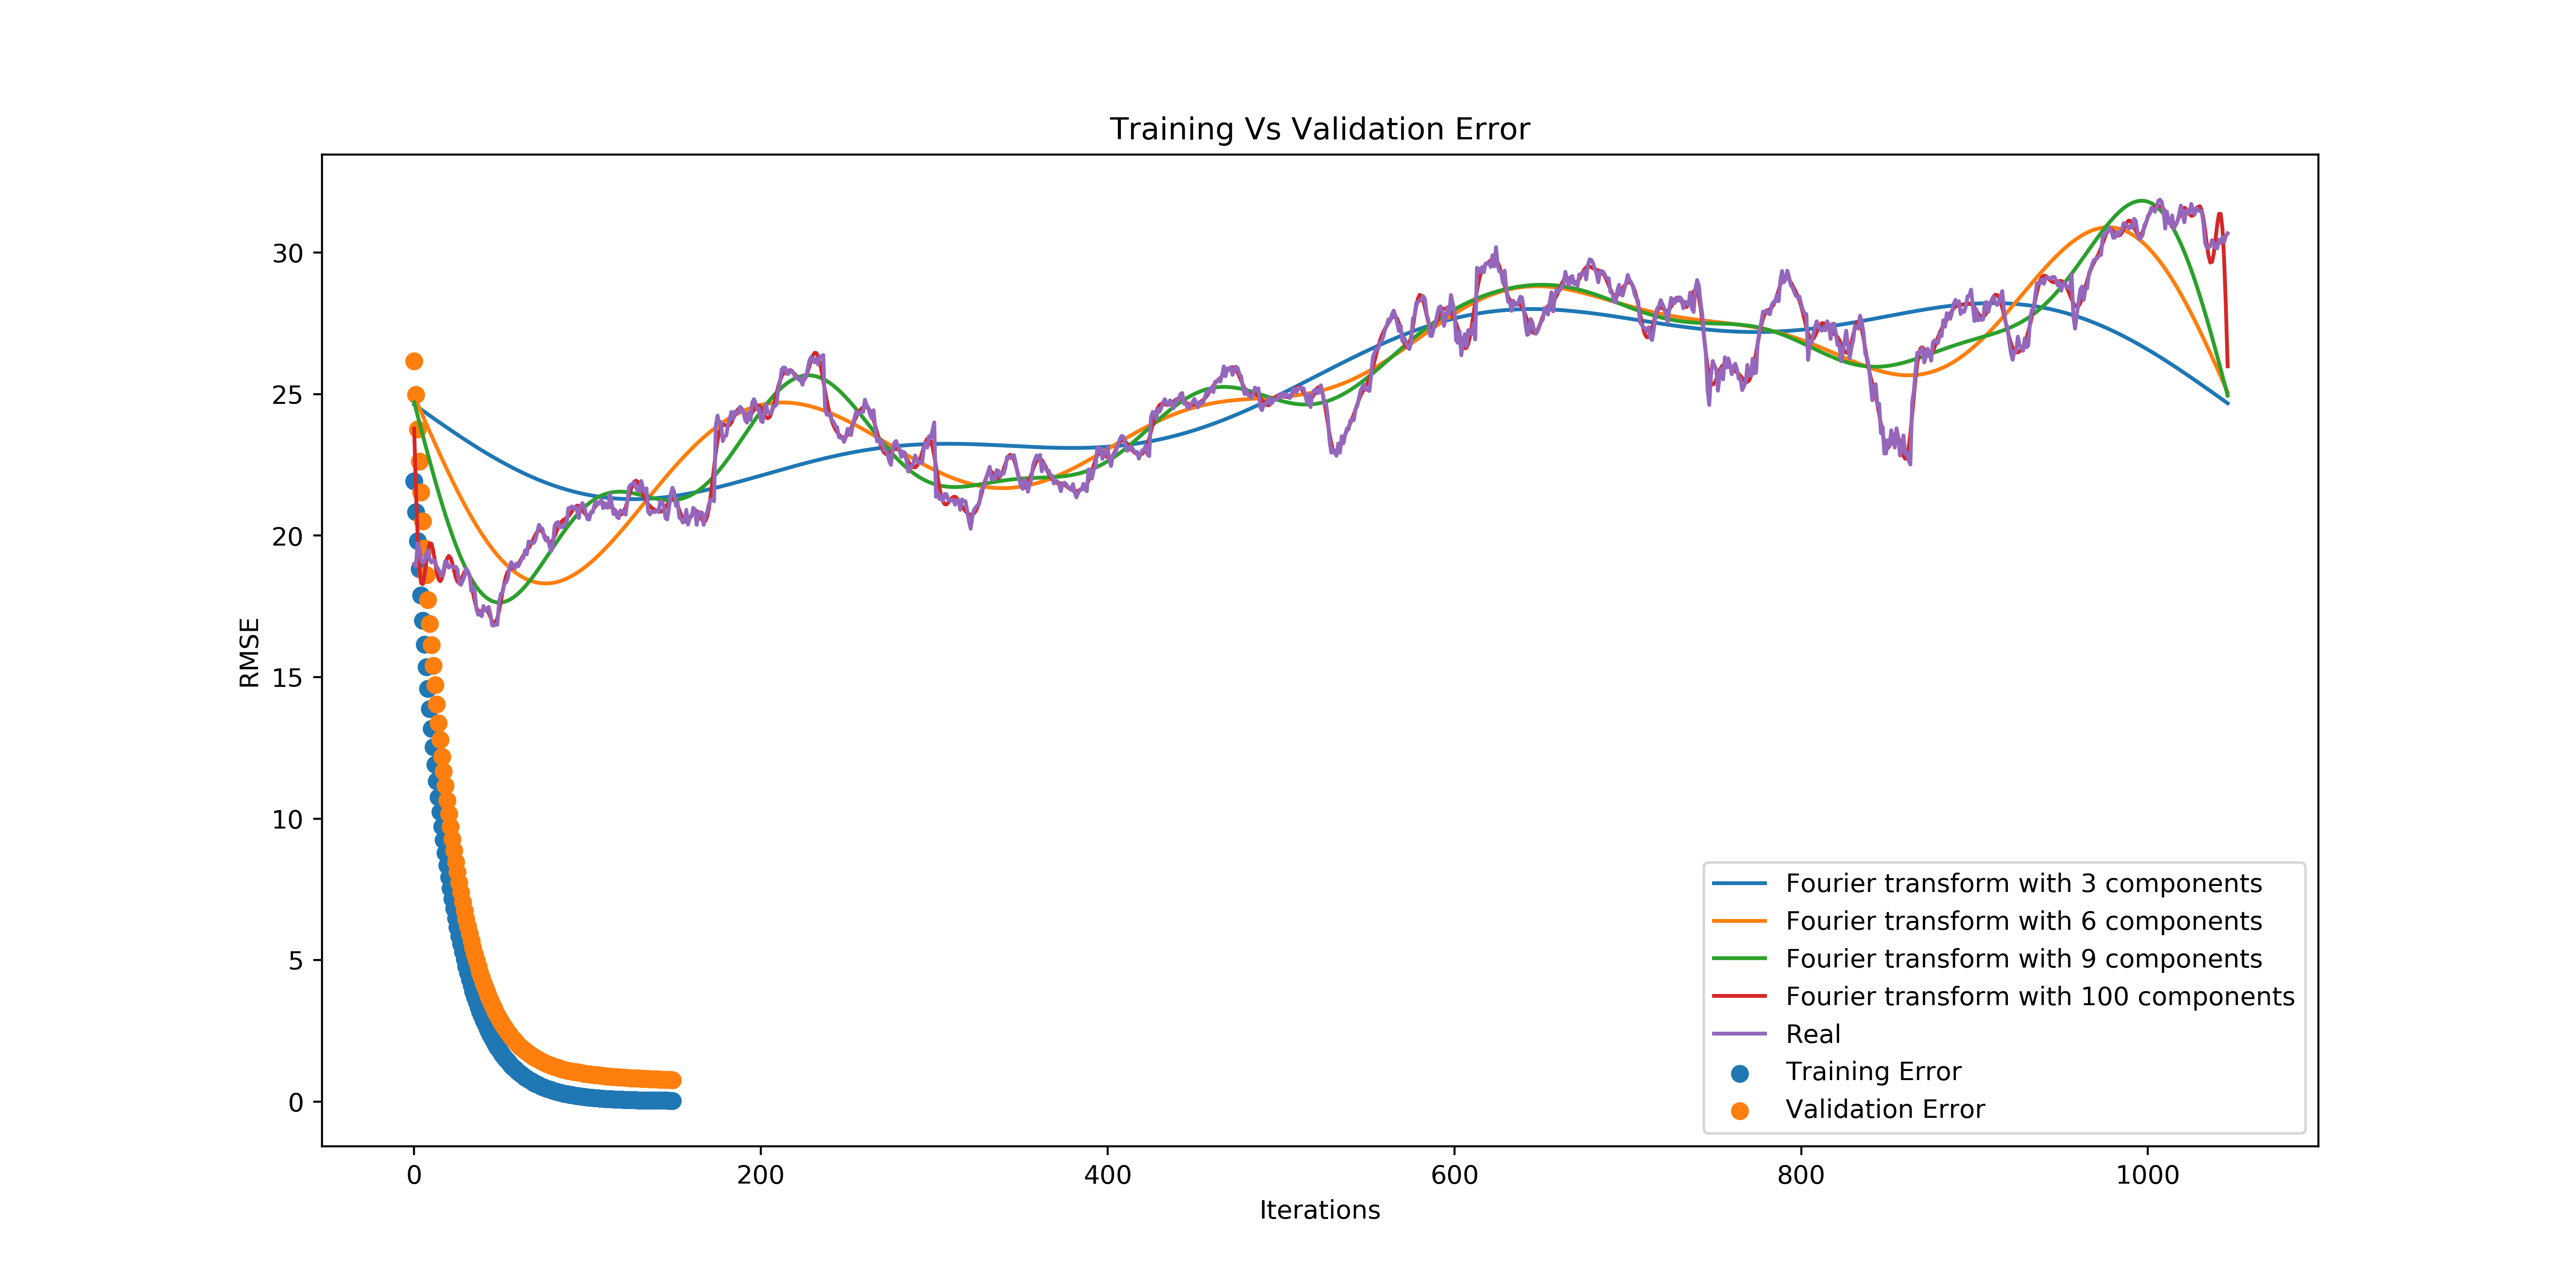 Training Vs Validation Error
30
25
20
15
10
5
0
RMSE
0 200 400 600 800 1000
Iterations
Fourier transform with 3 components
Fourier transform with 6 components
Fourier transform with 9 components
Fourier transform with 100 components
Real
Training Error
Validation Error